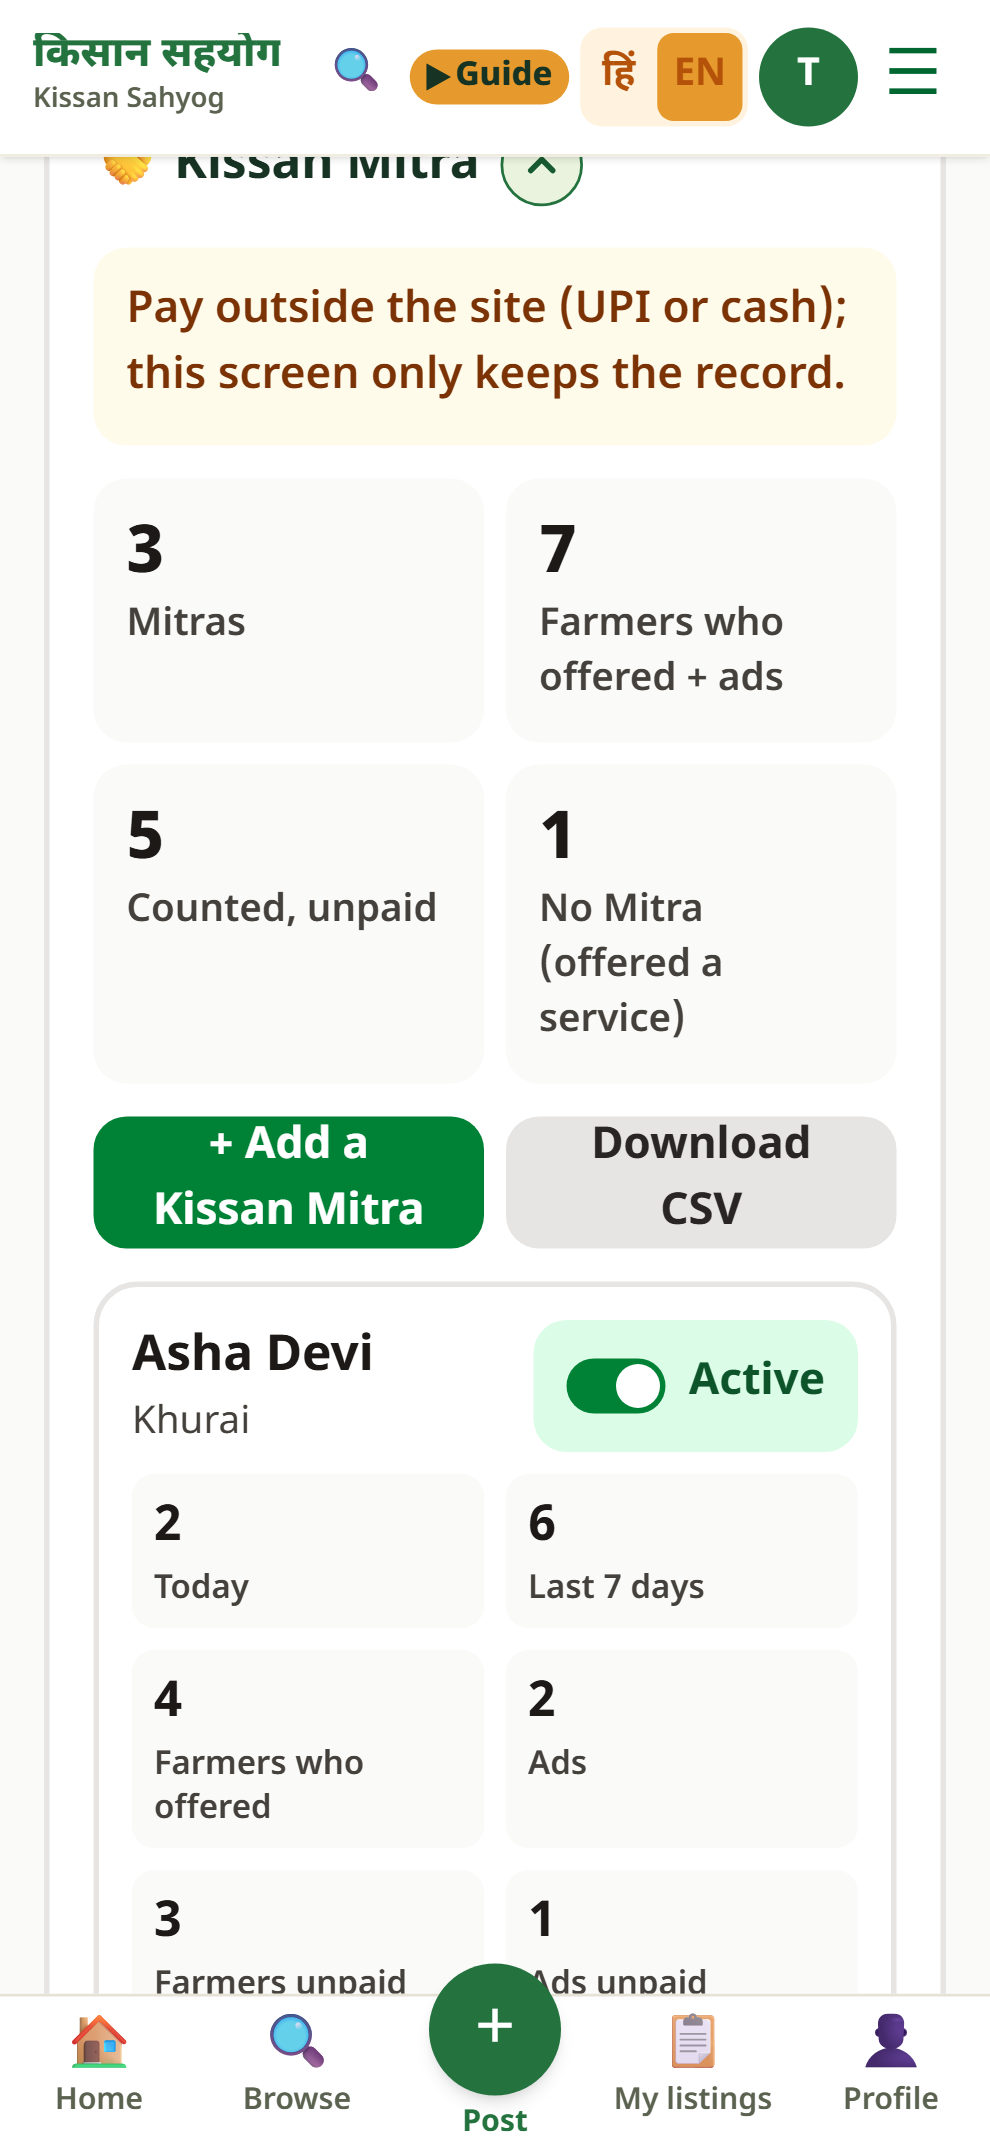 किसान सहयोग
Kissan Sahyog
Guide
हिं
EN
T
Kissan Mitra
Pay outside the site (UPI or cash);
this screen only keeps the record.
3
Mitras
7
Farmers who
offered + ads
5
Counted, unpaid
1
No Mitra
(offered a
service)
+ Add a
Kissan Mitra
Download
CSV
Asha Devi
Khurai
Active
2
Today
6
Last 7 days
4
Farmers who
offered
2
Ads
3
Farmers unpaid
1
Ads unpaid
Home
Browse
+
Post
My listings
Profile